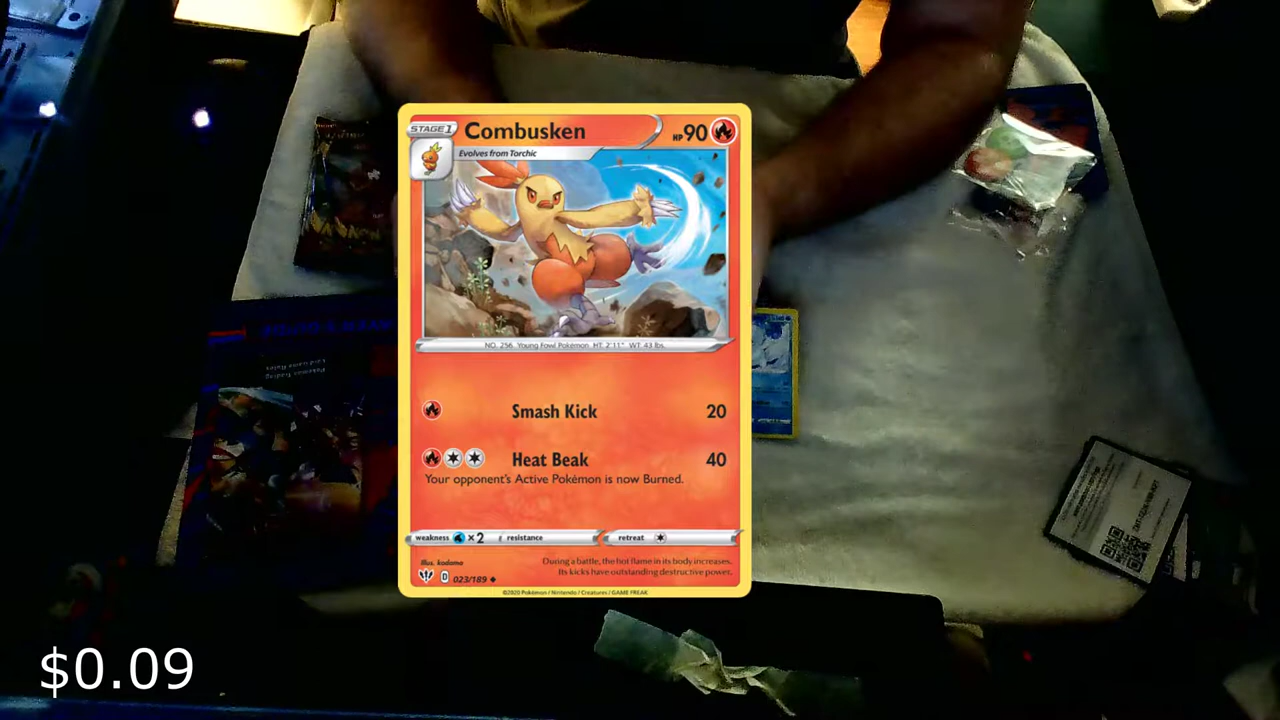 STAGE 1
Combusken
HP 90
Evolves from Torchic
NO. 256 Young Fowl Pokémon HT: 2'11" WT: 43 lbs.
Smash Kick 20
Heat Beak 40
Your opponent's Active Pokémon is now Burned.
weakness ×2 resistance retreat
Illus. kodama
During a battle, the hot flame in its body increases.
Its kicks have outstanding destructive power.
D 023/189
©2020 Pokémon / Nintendo / Creatures / GAME FREAK
$0.09